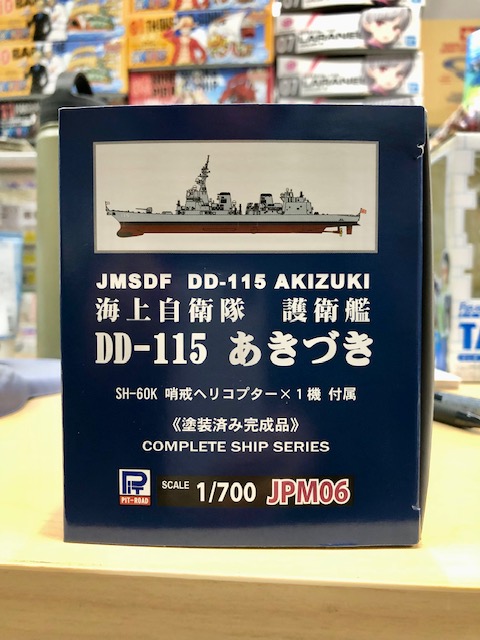 JMSDF DD-115 AKIZUKI
海上自衛隊 護衛艦
DD-115 あきづき
SH-60K 哨戒ヘリコプター×1機 付属
《塗装済み完成品》
COMPLETE SHIP SERIES
PIT
PIT-ROAD
SCALE 1/700 JPM06